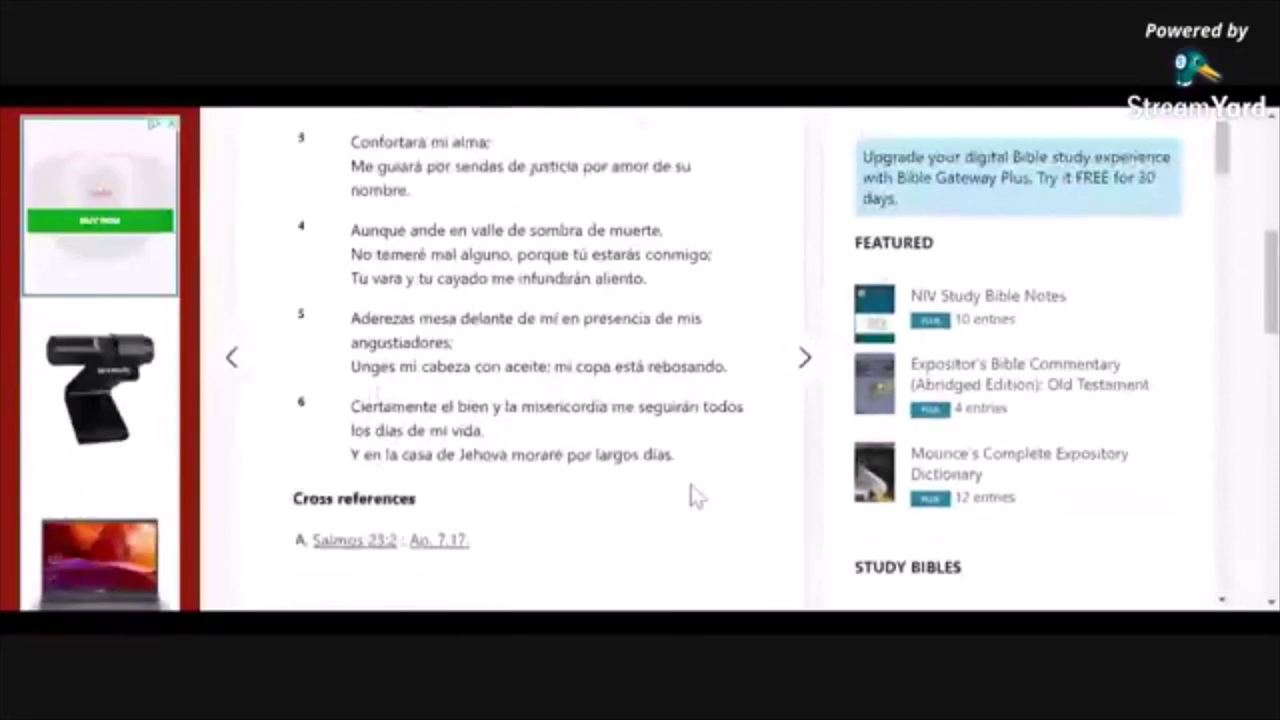 Powered by
StreamYard
BUY NOW
3 Confortará mi alma;
Me guiará por sendas de justicia por amor de su
nombre.
4 Aunque ande en valle de sombra de muerte,
No temeré mal alguno, porque tú estarás conmigo;
Tu vara y tu cayado me infundirán aliento.
5 Aderezas mesa delante de mí en presencia de mis
angustiadores;
Unges mi cabeza con aceite; mi copa está rebosando.
6 Ciertamente el bien y la misericordia me seguirán todos
los días de mi vida,
Y en la casa de Jehová moraré por largos días.
Cross references
A. Salmos 23:2 : Ap. 7.17.
Upgrade your digital Bible study experience
with Bible Gateway Plus. Try it FREE for 30
days.
FEATURED
NIV Study Bible Notes
PLUS 10 entries
Expositor's Bible Commentary
(Abridged Edition): Old Testament
PLUS 4 entries
Mounce's Complete Expository
Dictionary
PLUS 12 entries
STUDY BIBLES